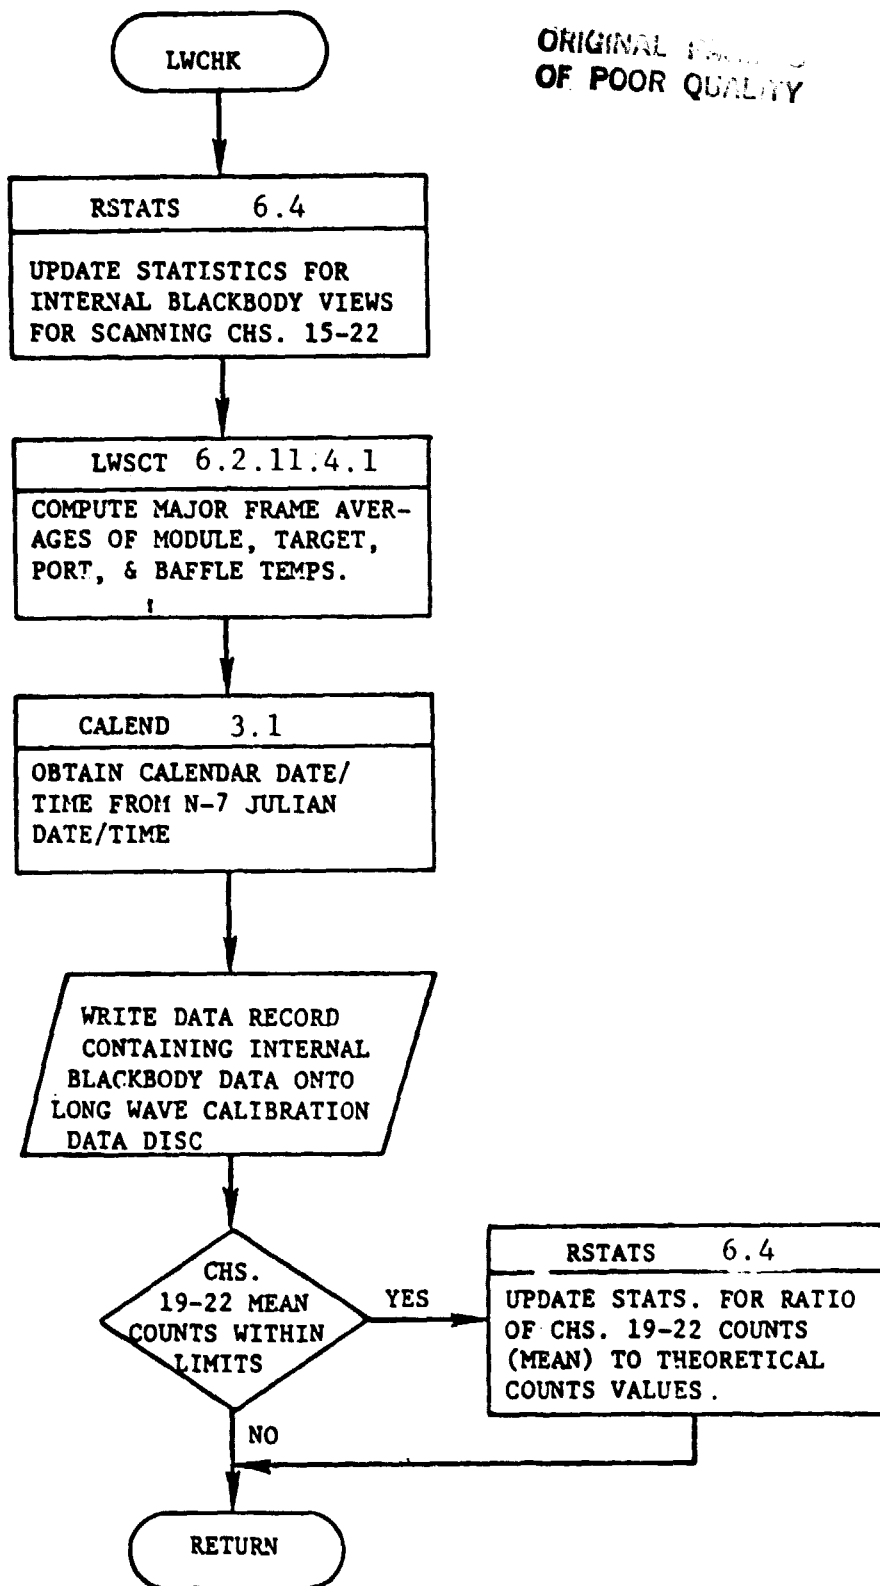 LWCHK
ORIGINAL
OF POOR QUALITY
RSTATS 6.4
UPDATE STATISTICS FOR
INTERNAL BLACKBODY VIEWS
FOR SCANNING CHS. 15-22
LWSCT 6.2.11.4.1
COMPUTE MAJOR FRAME AVER-
AGES OF MODULE, TARGET,
PORT, & BAFFLE TEMPS.
CALEND 3.1
OBTAIN CALENDAR DATE/
TIME FROM N-7 JULIAN
DATE/TIME
WRITE DATA RECORD
CONTAINING INTERNAL
BLACKBODY DATA ONTO
LONG WAVE CALIBRATION
DATA DISC
CHS.
19-22 MEAN
COUNTS WITHIN
LIMITS
YES
RSTATS 6.4
UPDATE STATS. FOR RATIO
OF CHS. 19-22 COUNTS
(MEAN) TO THEORETICAL
COUNTS VALUES.
NO
RETURN